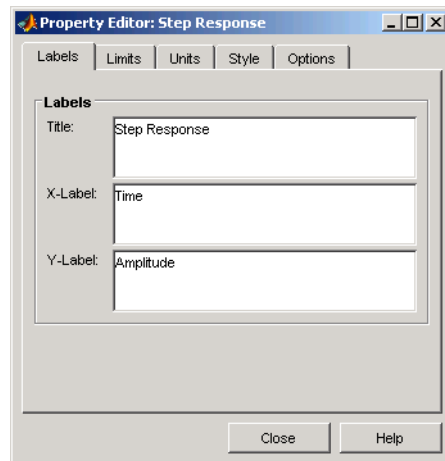 Property Editor: Step Response
Labels Limits Units Style Options
Labels
Title: Step Response
X-Label: Time
Y-Label: Amplitude
Close Help